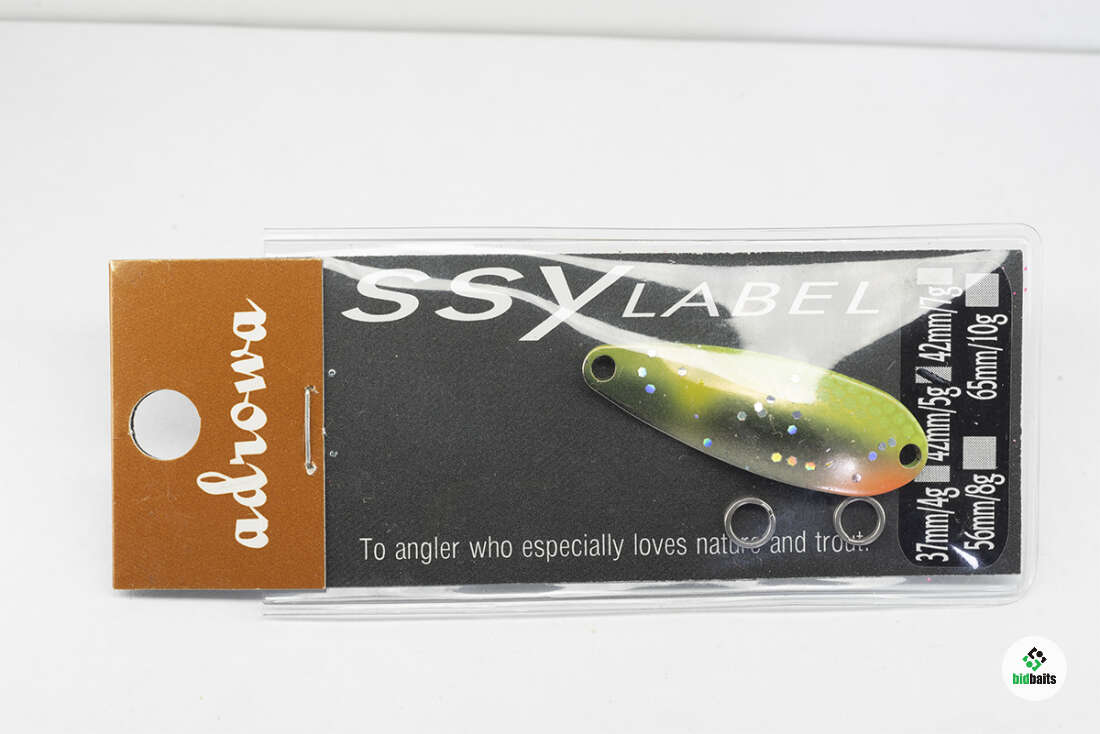 adrowa
SSY LABEL
To angler who especially loves nature and trout.
37mm/4g 42mm/5g 42mm/7g
56mm/8g 65mm/10g
bidbaits